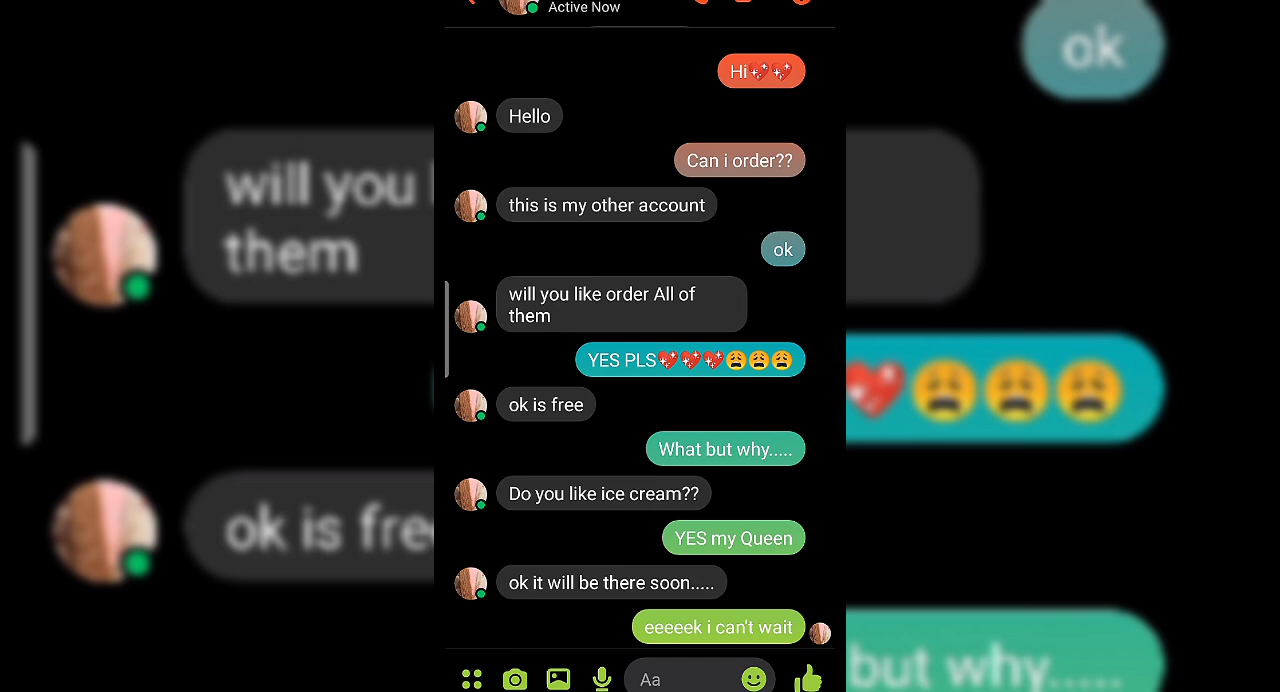 Active Now
Hi💖💖
Hello
Can i order??
this is my other account
ok
will you like order All of
them
YES PLS💖💖💖😩😩😩
ok is free
What but why.....
Do you like ice cream??
YES my Queen
ok it will be there soon.....
eeeeek i can't wait
Aa
ok
will you
them
ok is free
but why.....